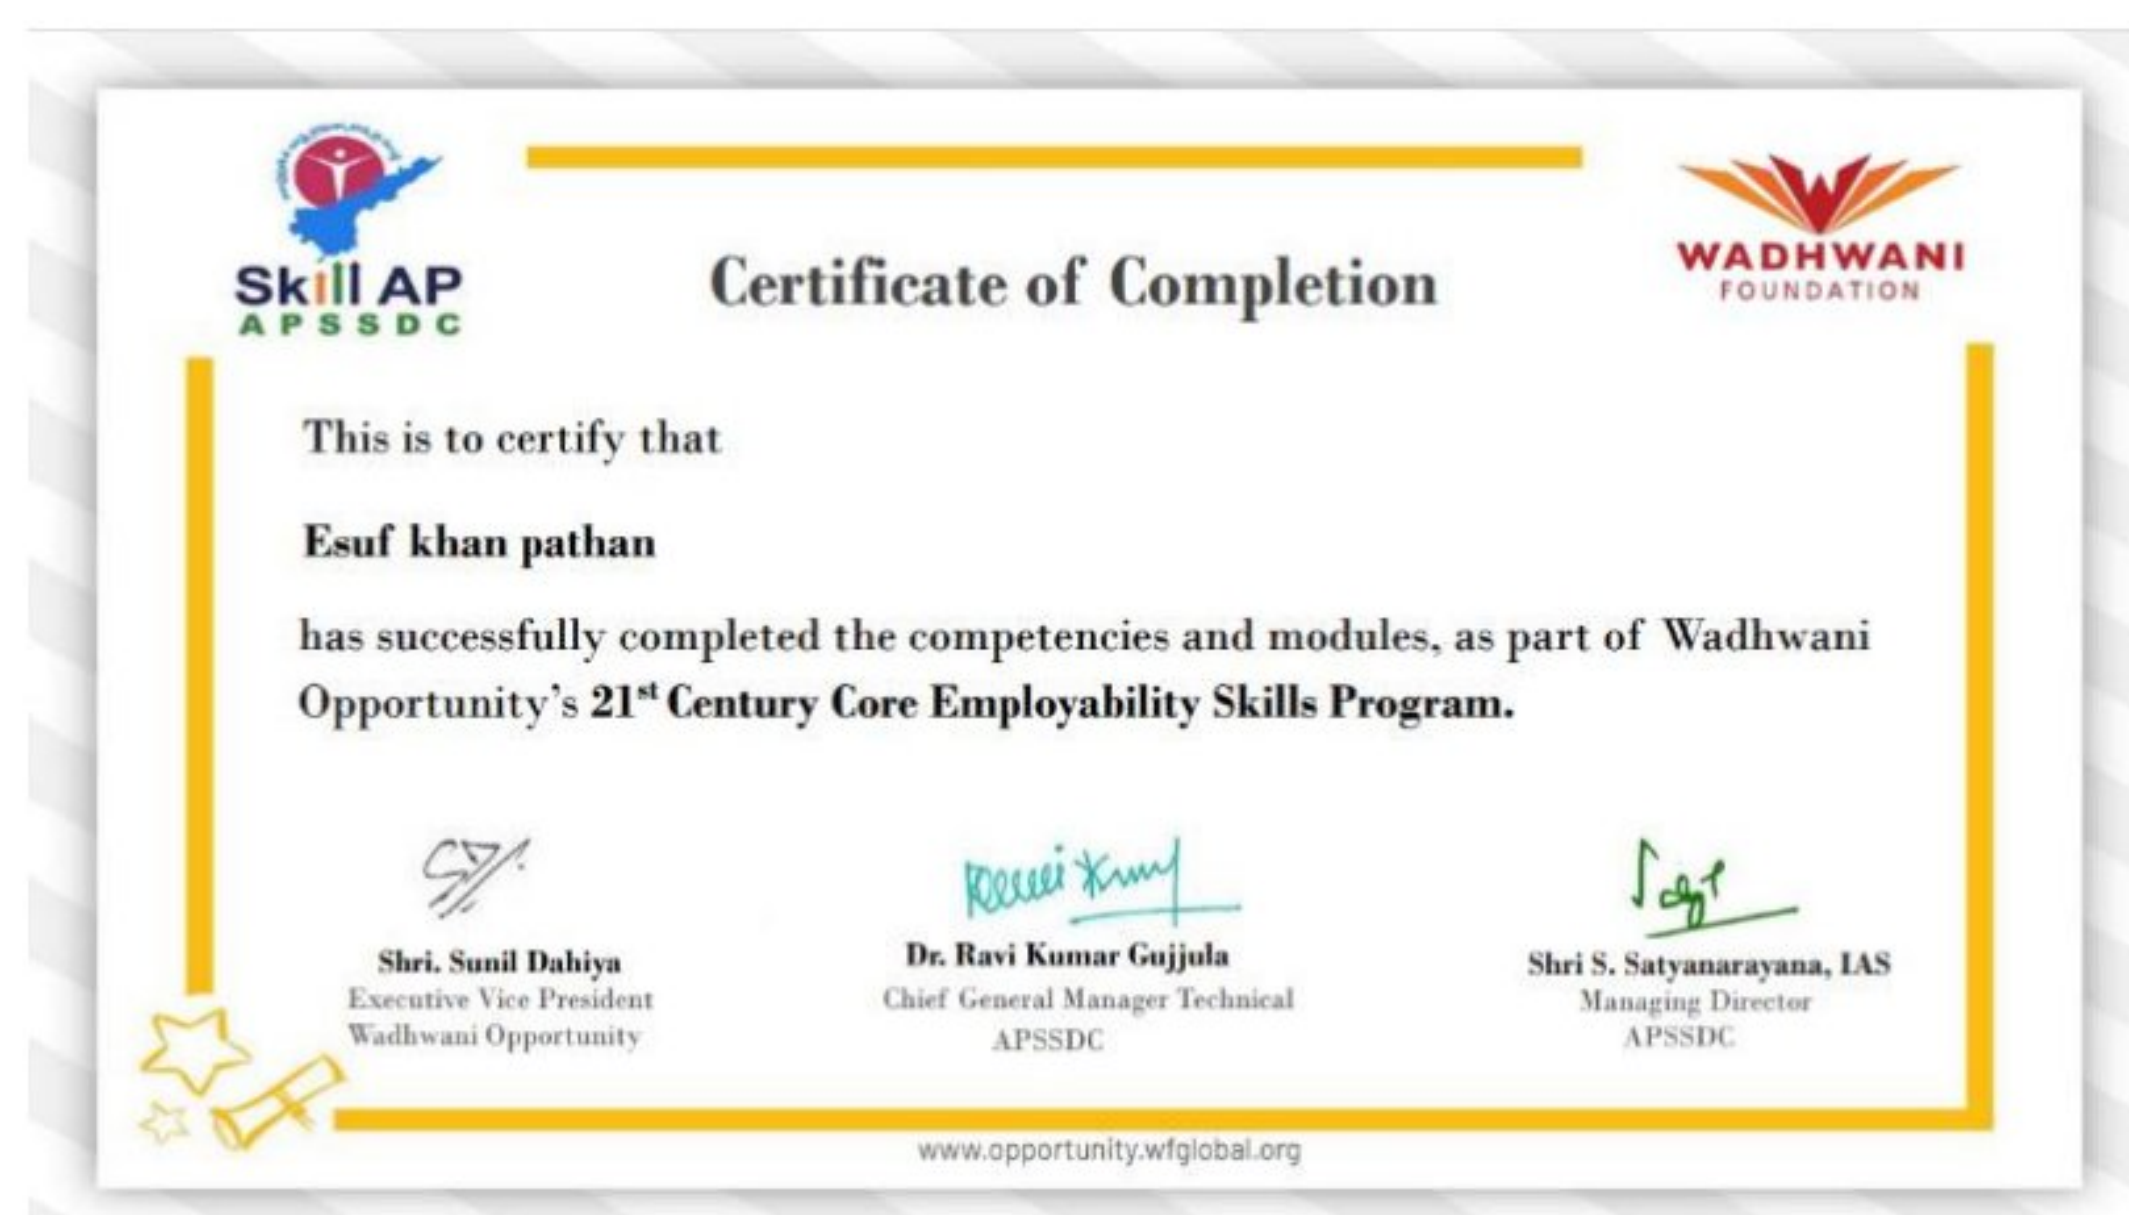 Skill AP
APSSDC
WADHWANI
FOUNDATION
Certificate of Completion
This is to certify that
Esuf khan pathan
has successfully completed the competencies and modules, as part of Wadhwani
Opportunity's 21st Century Core Employability Skills Program.
Ravi Kumar
Shri. Sunil Dahiya
Executive Vice President
Wadhwani Opportunity
Dr. Ravi Kumar Gujjula
Chief General Manager Technical
APSSDC
Shri S. Satyanarayana, IAS
Managing Director
APSSDC
www.opportunity.wfglobal.org